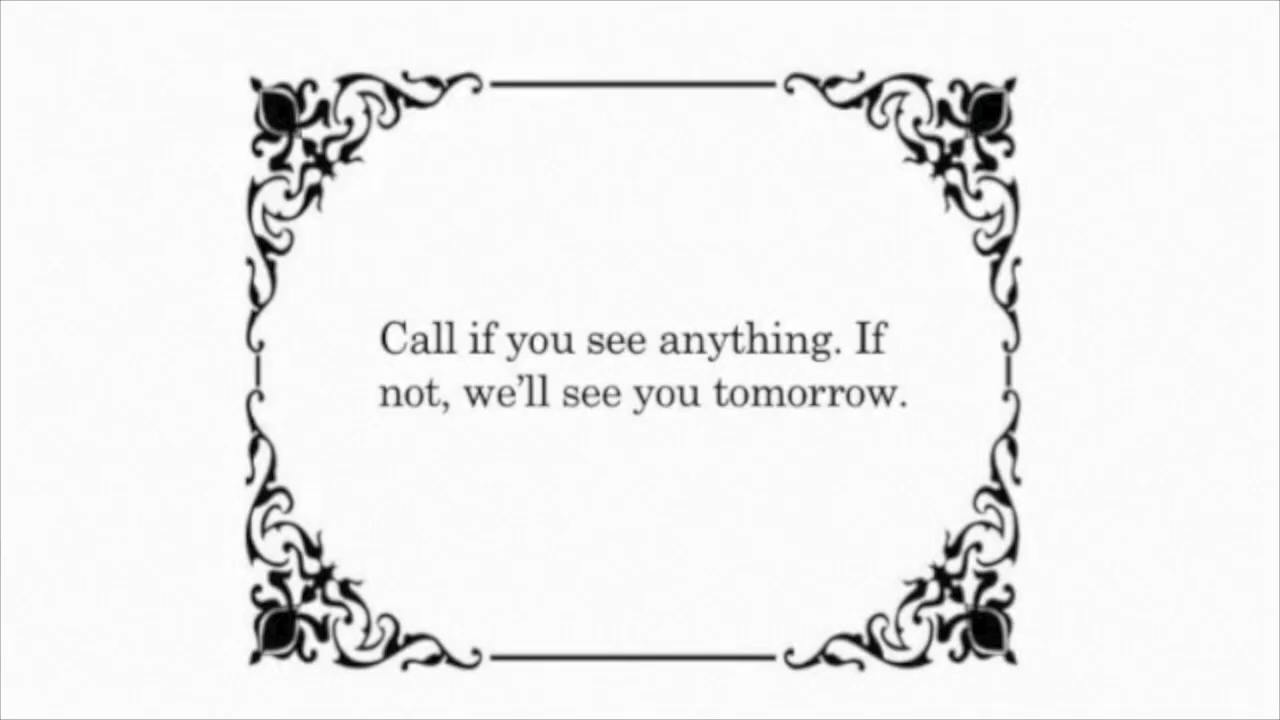 Call if you see anything. If
not, we’ll see you tomorrow.